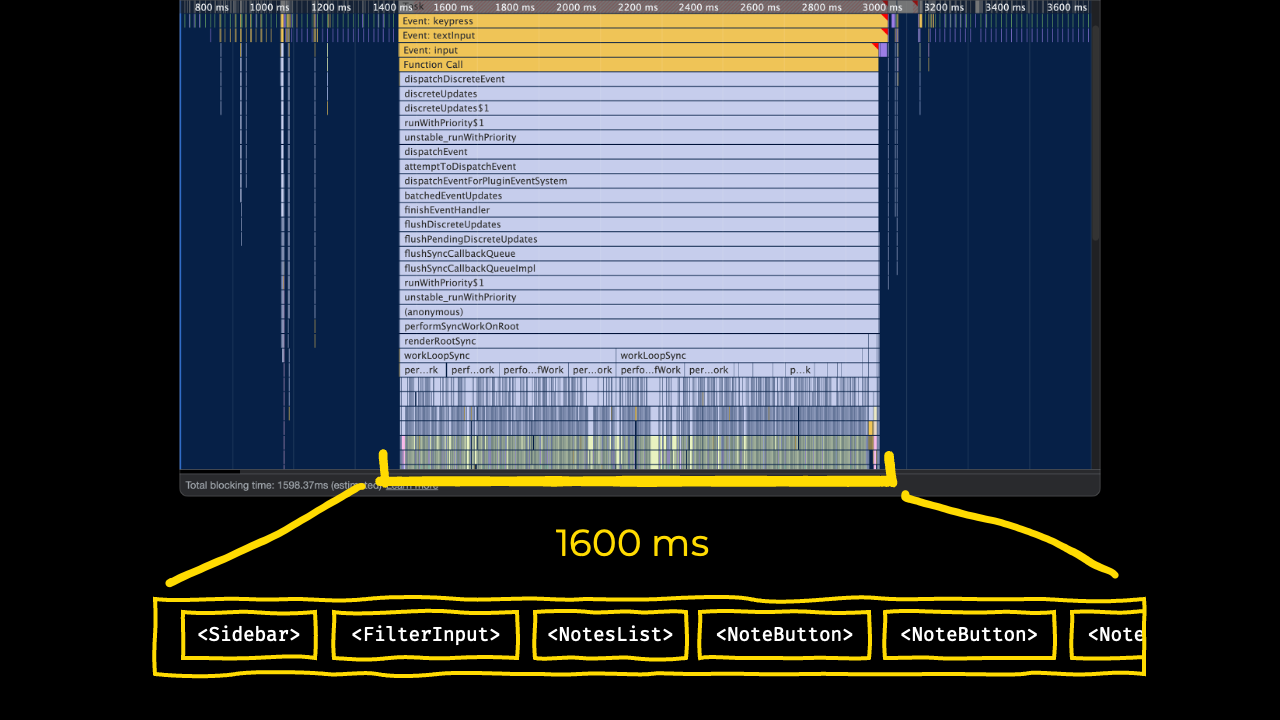 800 ms 1000 ms 1200 ms 1400 ms 1600 ms 1800 ms 2000 ms 2200 ms 2400 ms 2600 ms 2800 ms 3000 ms 3200 ms 3400 ms 3600 ms
Event: keypress
Event: textInput
Event: input
Function Call
dispatchDiscreteEvent
discreteUpdates
discreteUpdates$1
runWithPriority$1
unstable_runWithPriority
dispatchEvent
attemptToDispatchEvent
dispatchEventForPluginEventSystem
batchedEventUpdates
finishEventHandler
flushDiscreteUpdates
flushPendingDiscreteUpdates
flushSyncCallbackQueue
flushSyncCallbackQueueImpl
runWithPriority$1
unstable_runWithPriority
(anonymous)
performSyncWorkOnRoot
renderRootSync
workLoopSync workLoopSync
per...rk perf...ork perfo...fWork per...ork perfo...fWork per...ork p...k
Total blocking time: 1598.37ms (estimated) Learn more
1600 ms
<Sidebar> <FilterInput> <NotesList> <NoteButton> <NoteButton> <Note